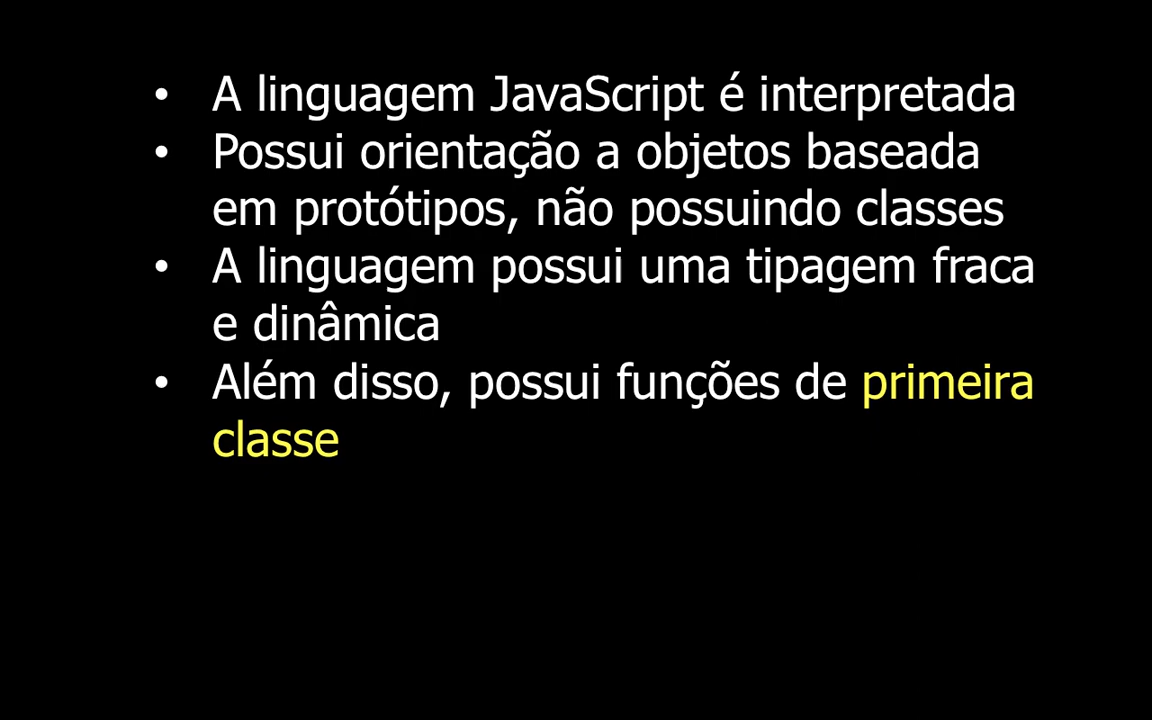 • A linguagem JavaScript é interpretada
• Possui orientação a objetos baseada
em protótipos, não possuindo classes
• A linguagem possui uma tipagem fraca
e dinâmica
• Além disso, possui funções de primeira
classe